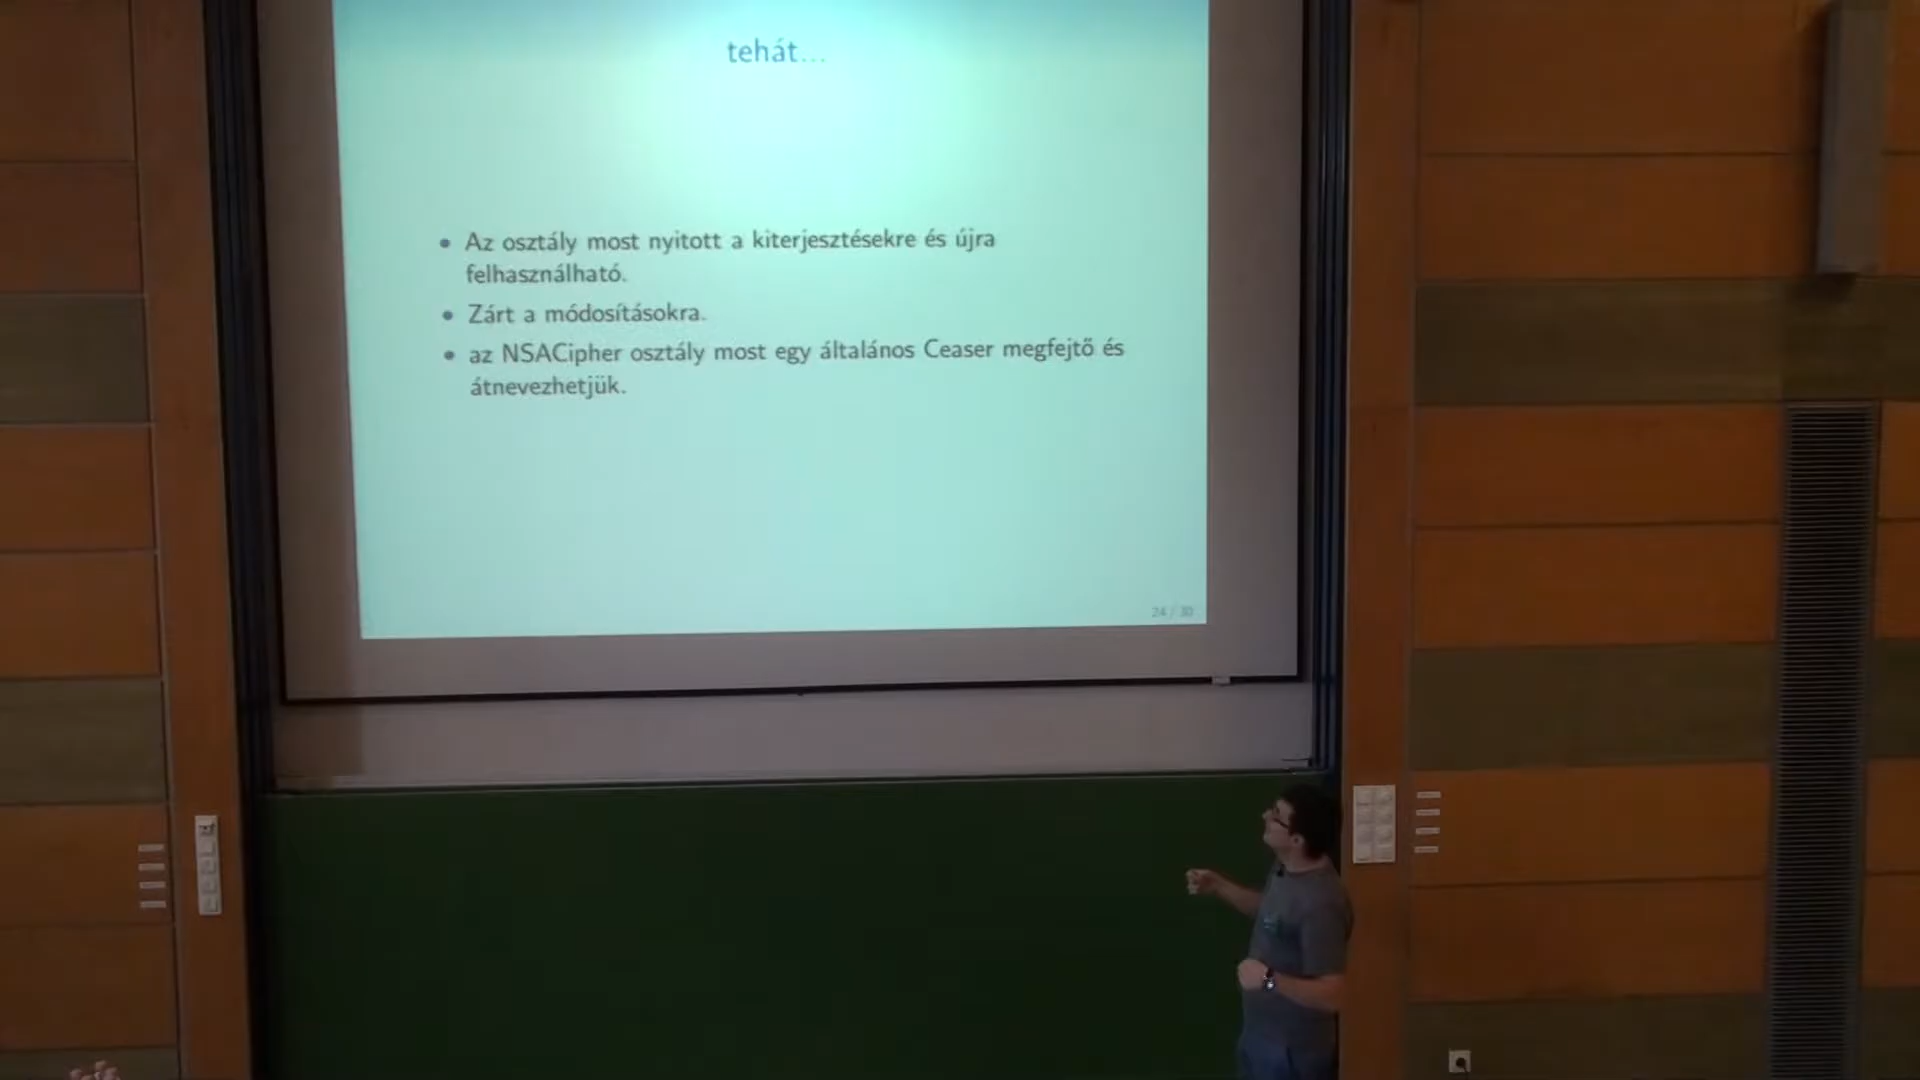 tehát...
Az osztály most nyitott a kiterjesztésekre és újra
felhasználható.
Zárt a módosításokra.
az NSACipher osztály most egy általános Ceaser megfejtő és
átnevezhetjük.
24 / 30